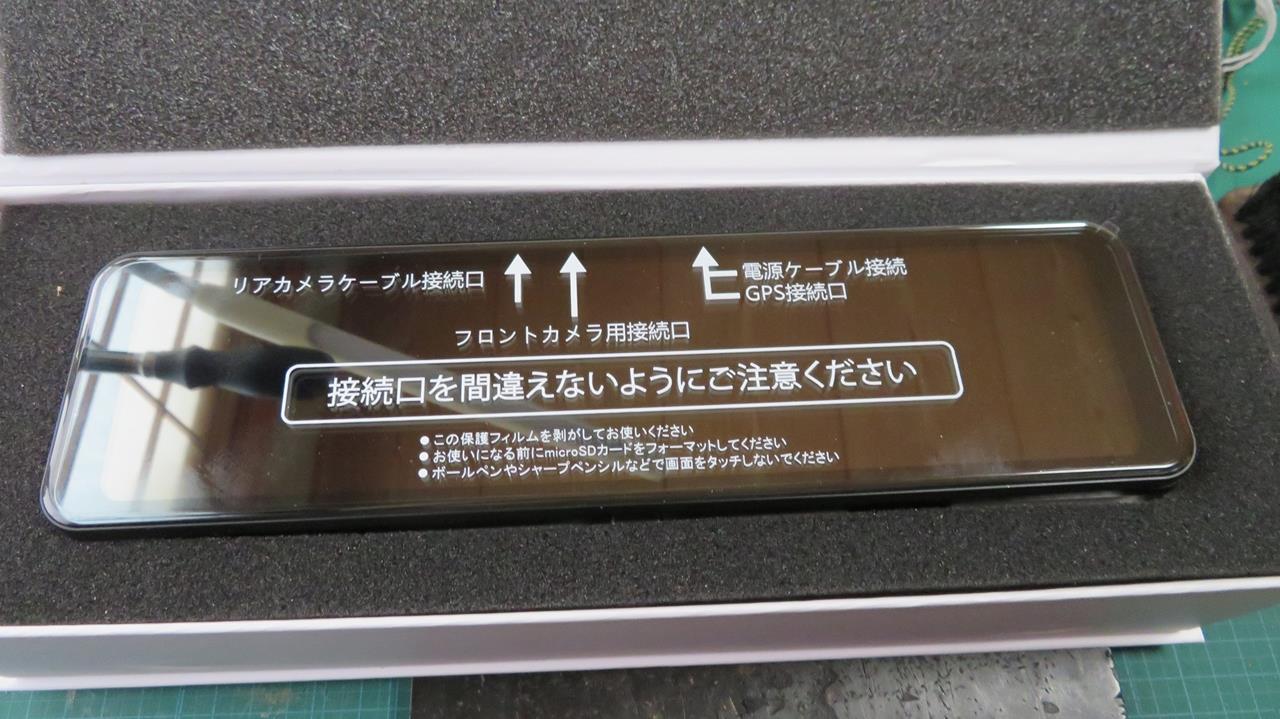 リアカメラケーブル接続口
電源ケーブル接続
GPS接続口
フロントカメラ用接続口
接続口を間違えないようにご注意ください
●この保護フィルムを剥がしてお使いください
●お使いになる前にmicroSDカードをフォーマットしてください
●ボールペンやシャープペンシルなどで画面をタッチしないでください